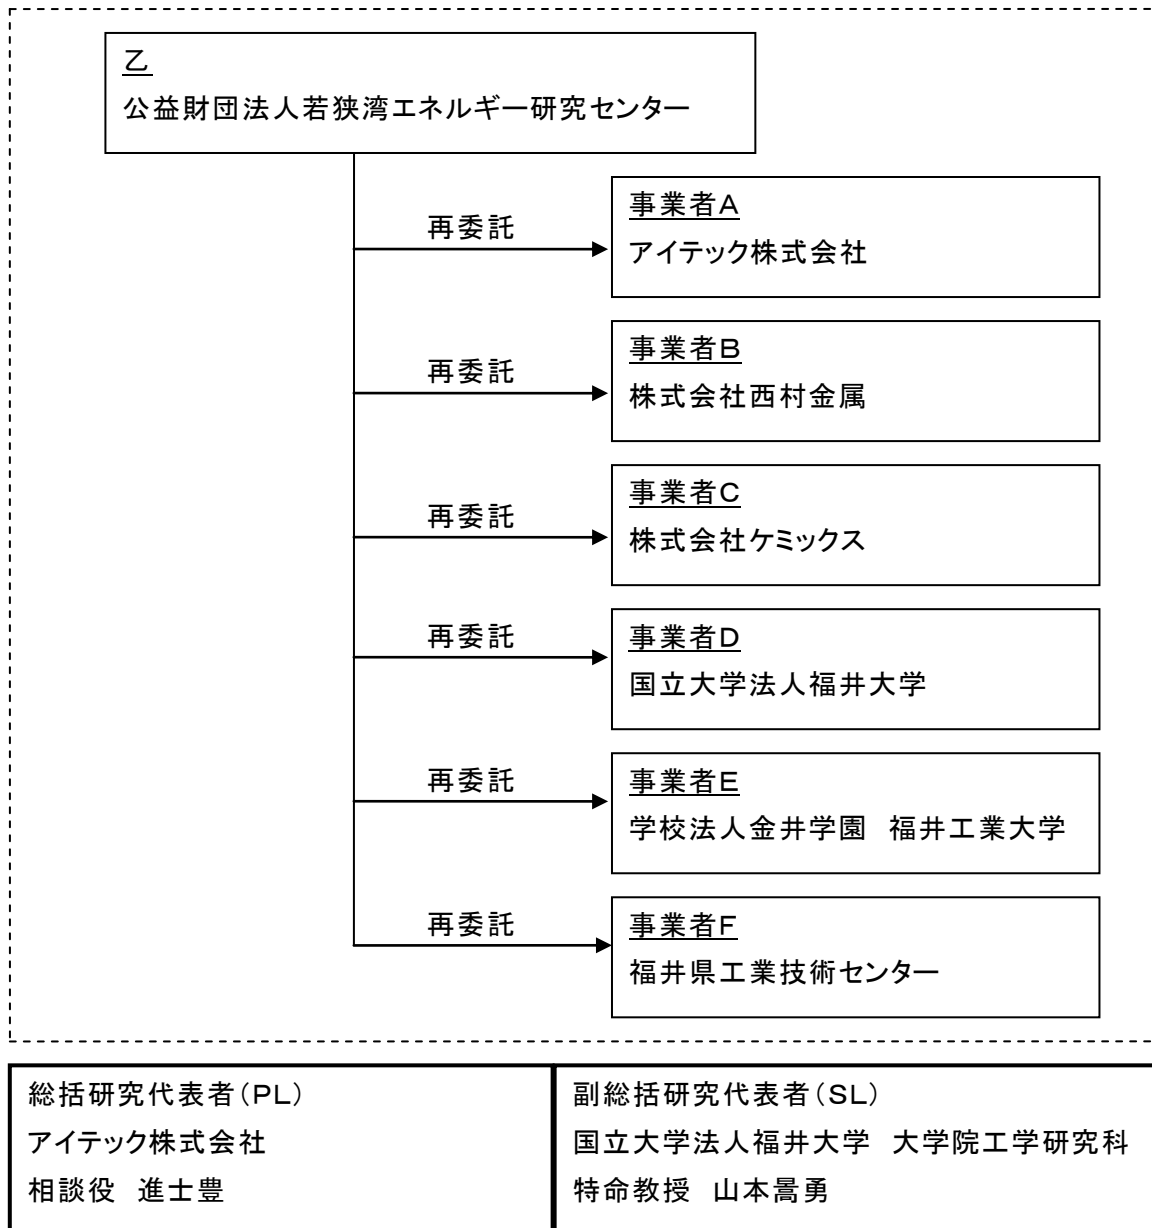 乙
公益財団法人若狭湾エネルギー研究センター
再委託
事業者A
アイテック株式会社
再委託
事業者B
株式会社西村金属
再委託
事業者C
株式会社ケミックス
再委託
事業者D
国立大学法人福井大学
再委託
事業者E
学校法人金井学園 福井工業大学
再委託
事業者F
福井県工業技術センター
総括研究代表者(PL)
アイテック株式会社
相談役 進士豊
副総括研究代表者(SL)
国立大学法人福井大学 大学院工学研究科
特命教授 山本暠勇